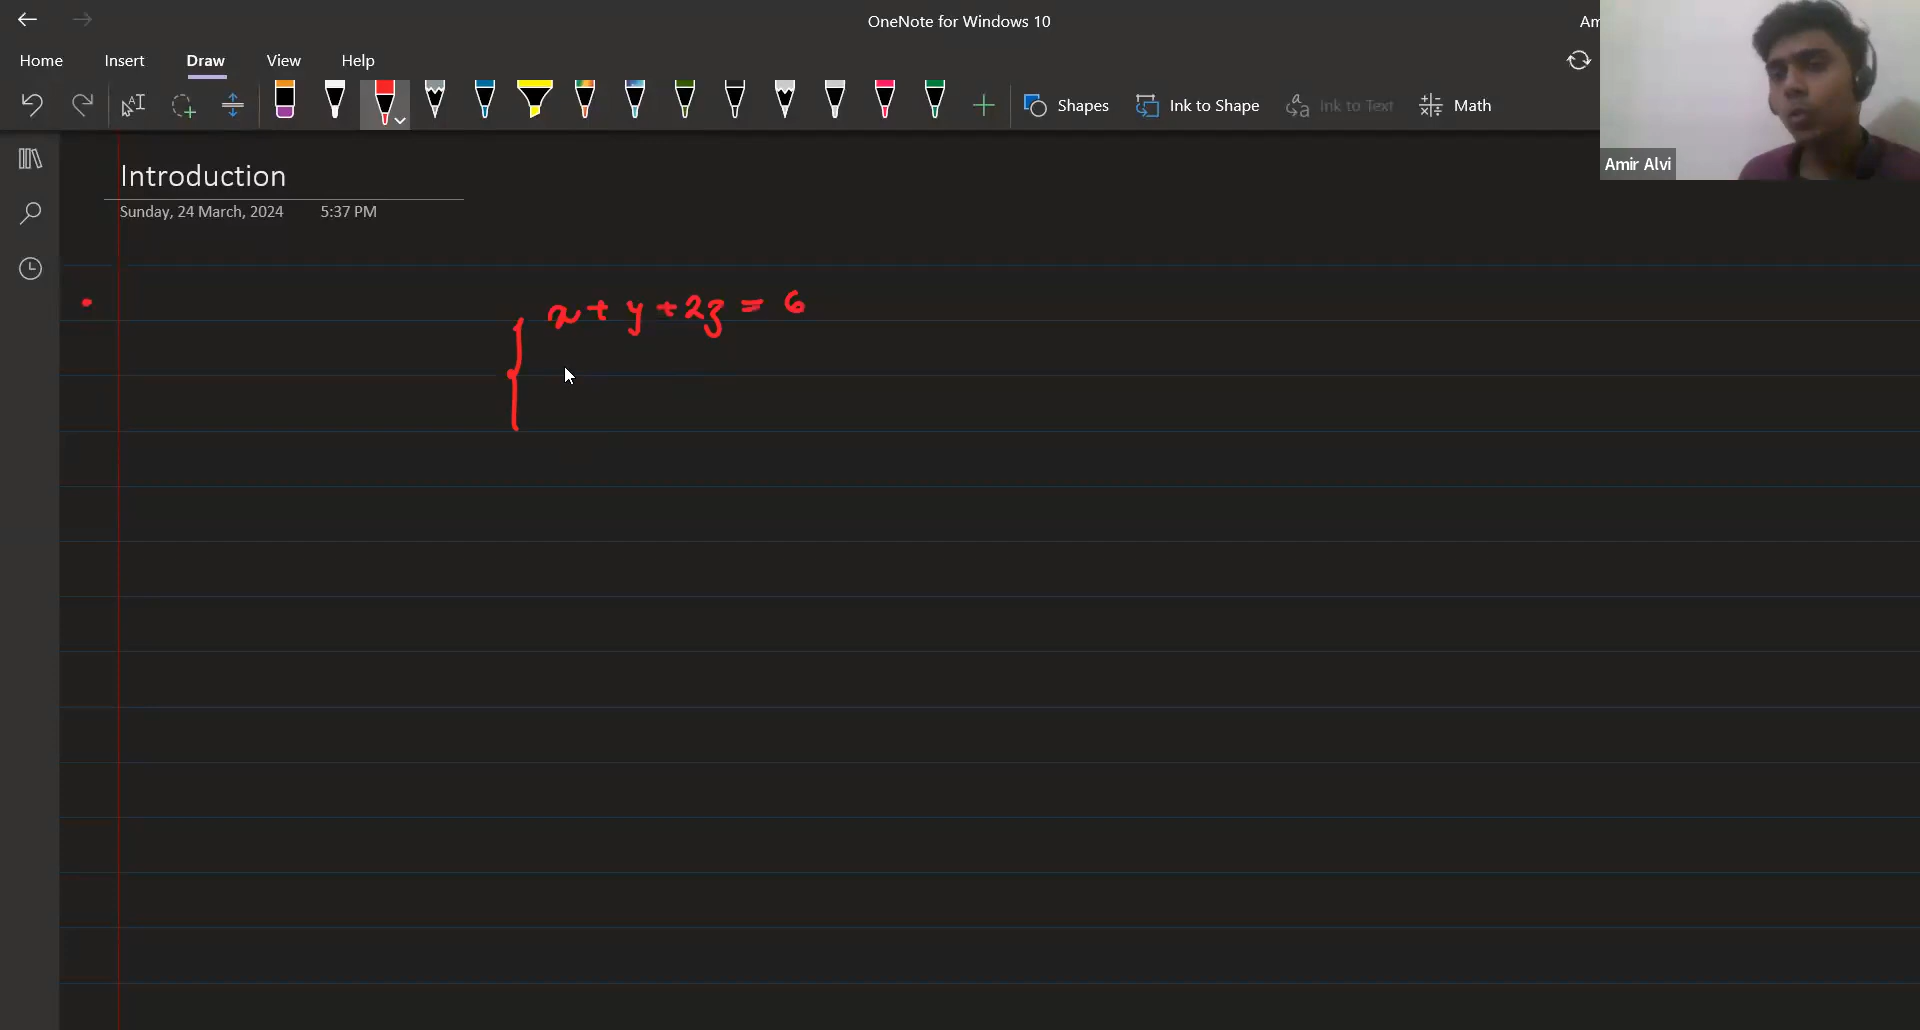 OneNote for Windows 10
Am
Home Insert Draw View Help
Shapes Ink to Shape Ink to Text Math
Amir Alvi
Introduction
Sunday, 24 March, 2024 5:37 PM
x + y + 2z = 6